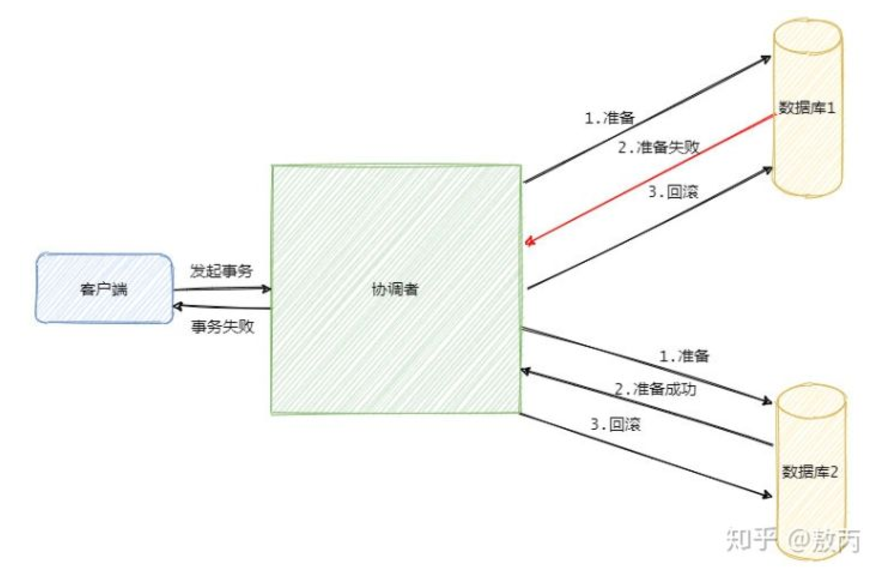 数据库1
1.准备
2.准备失败
3.回滚
发起事务
客户端
协调者
事务失败
1.准备
2.准备成功
3.回滚
数据库2
知乎 @敖丙